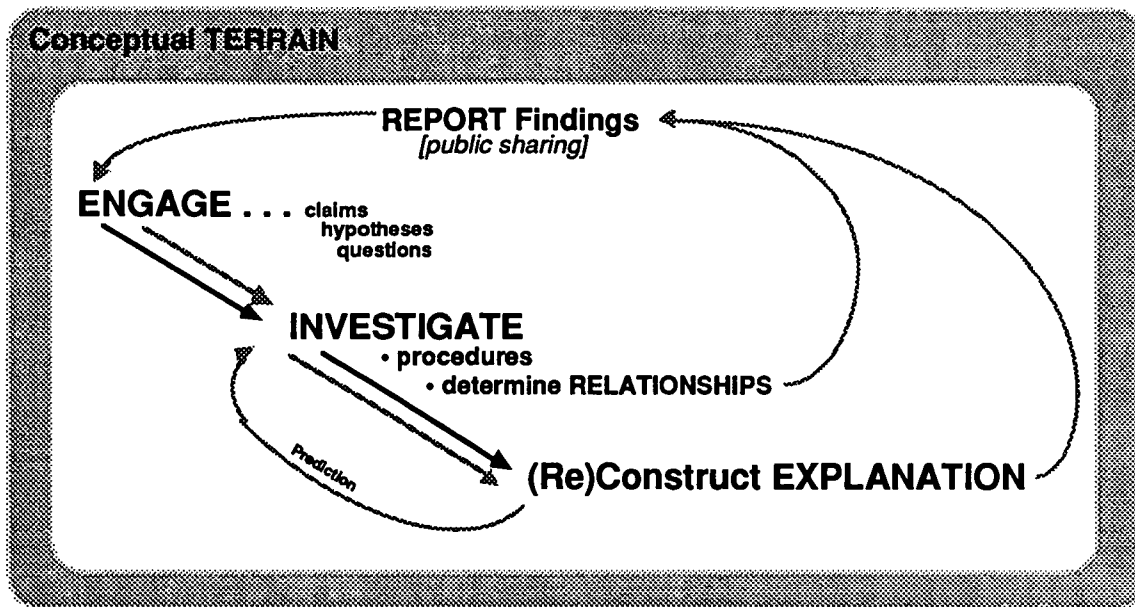 Conceptual TERRAIN
REPORT Findings
[public sharing]
ENGAGE . . . claims
hypotheses
questions
INVESTIGATE
• procedures
• determine RELATIONSHIPS
Prediction
(Re)Construct EXPLANATION